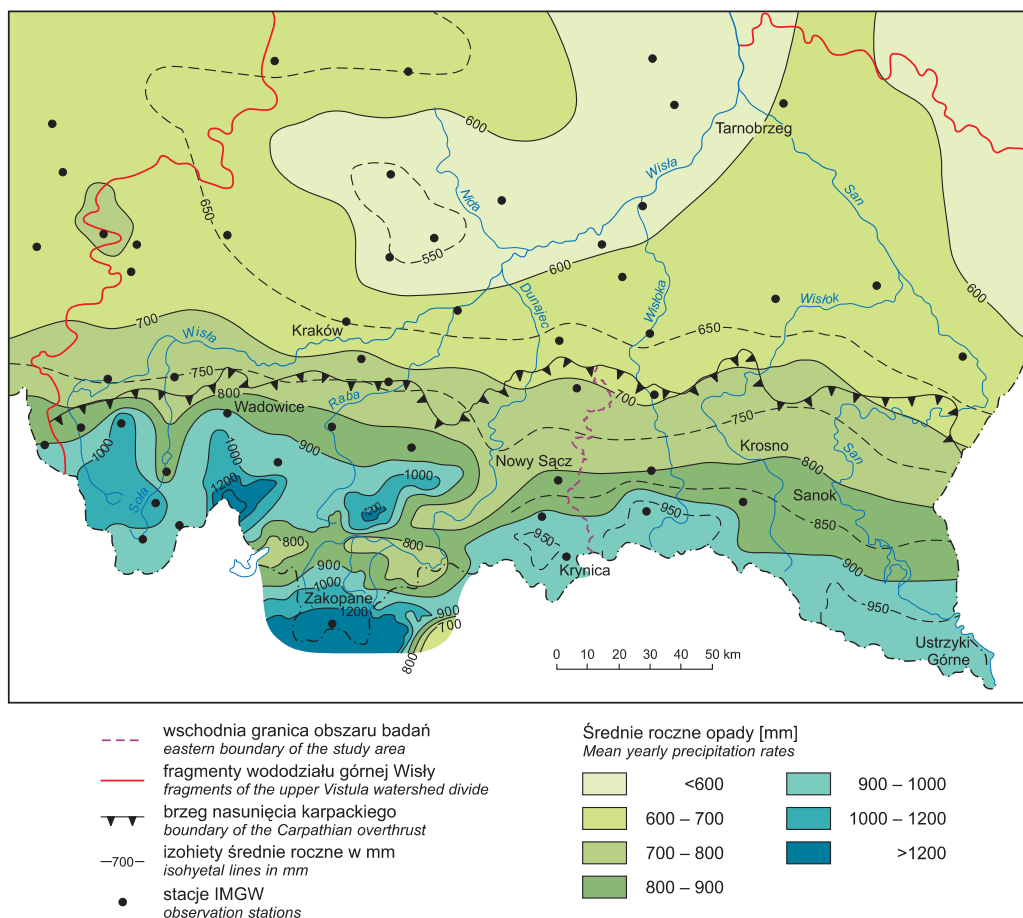 600
Tarnobrzeg
Wisła
San
Nida
650
550
600
600
Dunajec
Wisłoka
Wisłok
700
Wisła
Kraków
650
750
800
Raba
700
Wadowice
750
900
Krosno
1000
1000
1000
Nowy Sącz
800
San
1200
1200
Sanok
Soła
850
950
950
800
800
900
900
Krynica
1000
Zakopane
950
1200
900
700
800
Ustrzyki
Górne
0 10 20 30 40 50 km
wschodnia granica obszaru badań
eastern boundary of the study area
fragmenty wododziału górnej Wisły
fragments of the upper Vistula watershed divide
brzeg nasunięcia karpackiego
boundary of the Carpathian overthrust
700
izohiety średnie roczne w mm
isohyetal lines in mm
stacje IMGW
observation stations
Średnie roczne opady [mm]
Mean yearly precipitation rates
<600
600 – 700
700 – 800
800 – 900
900 – 1000
1000 – 1200
>1200